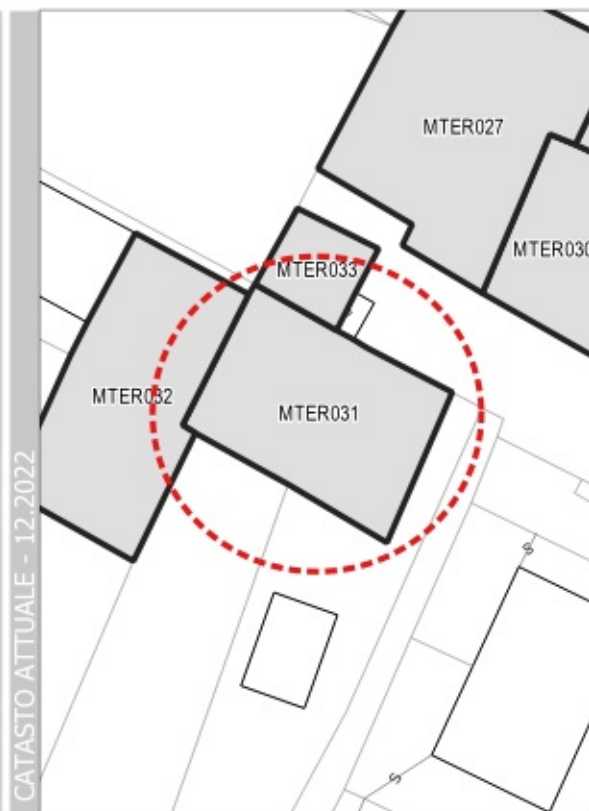 MTER027
MTER030
MTER033
MTER032
MTER031
S
S
CATASTO ATTUALE - 12.2022